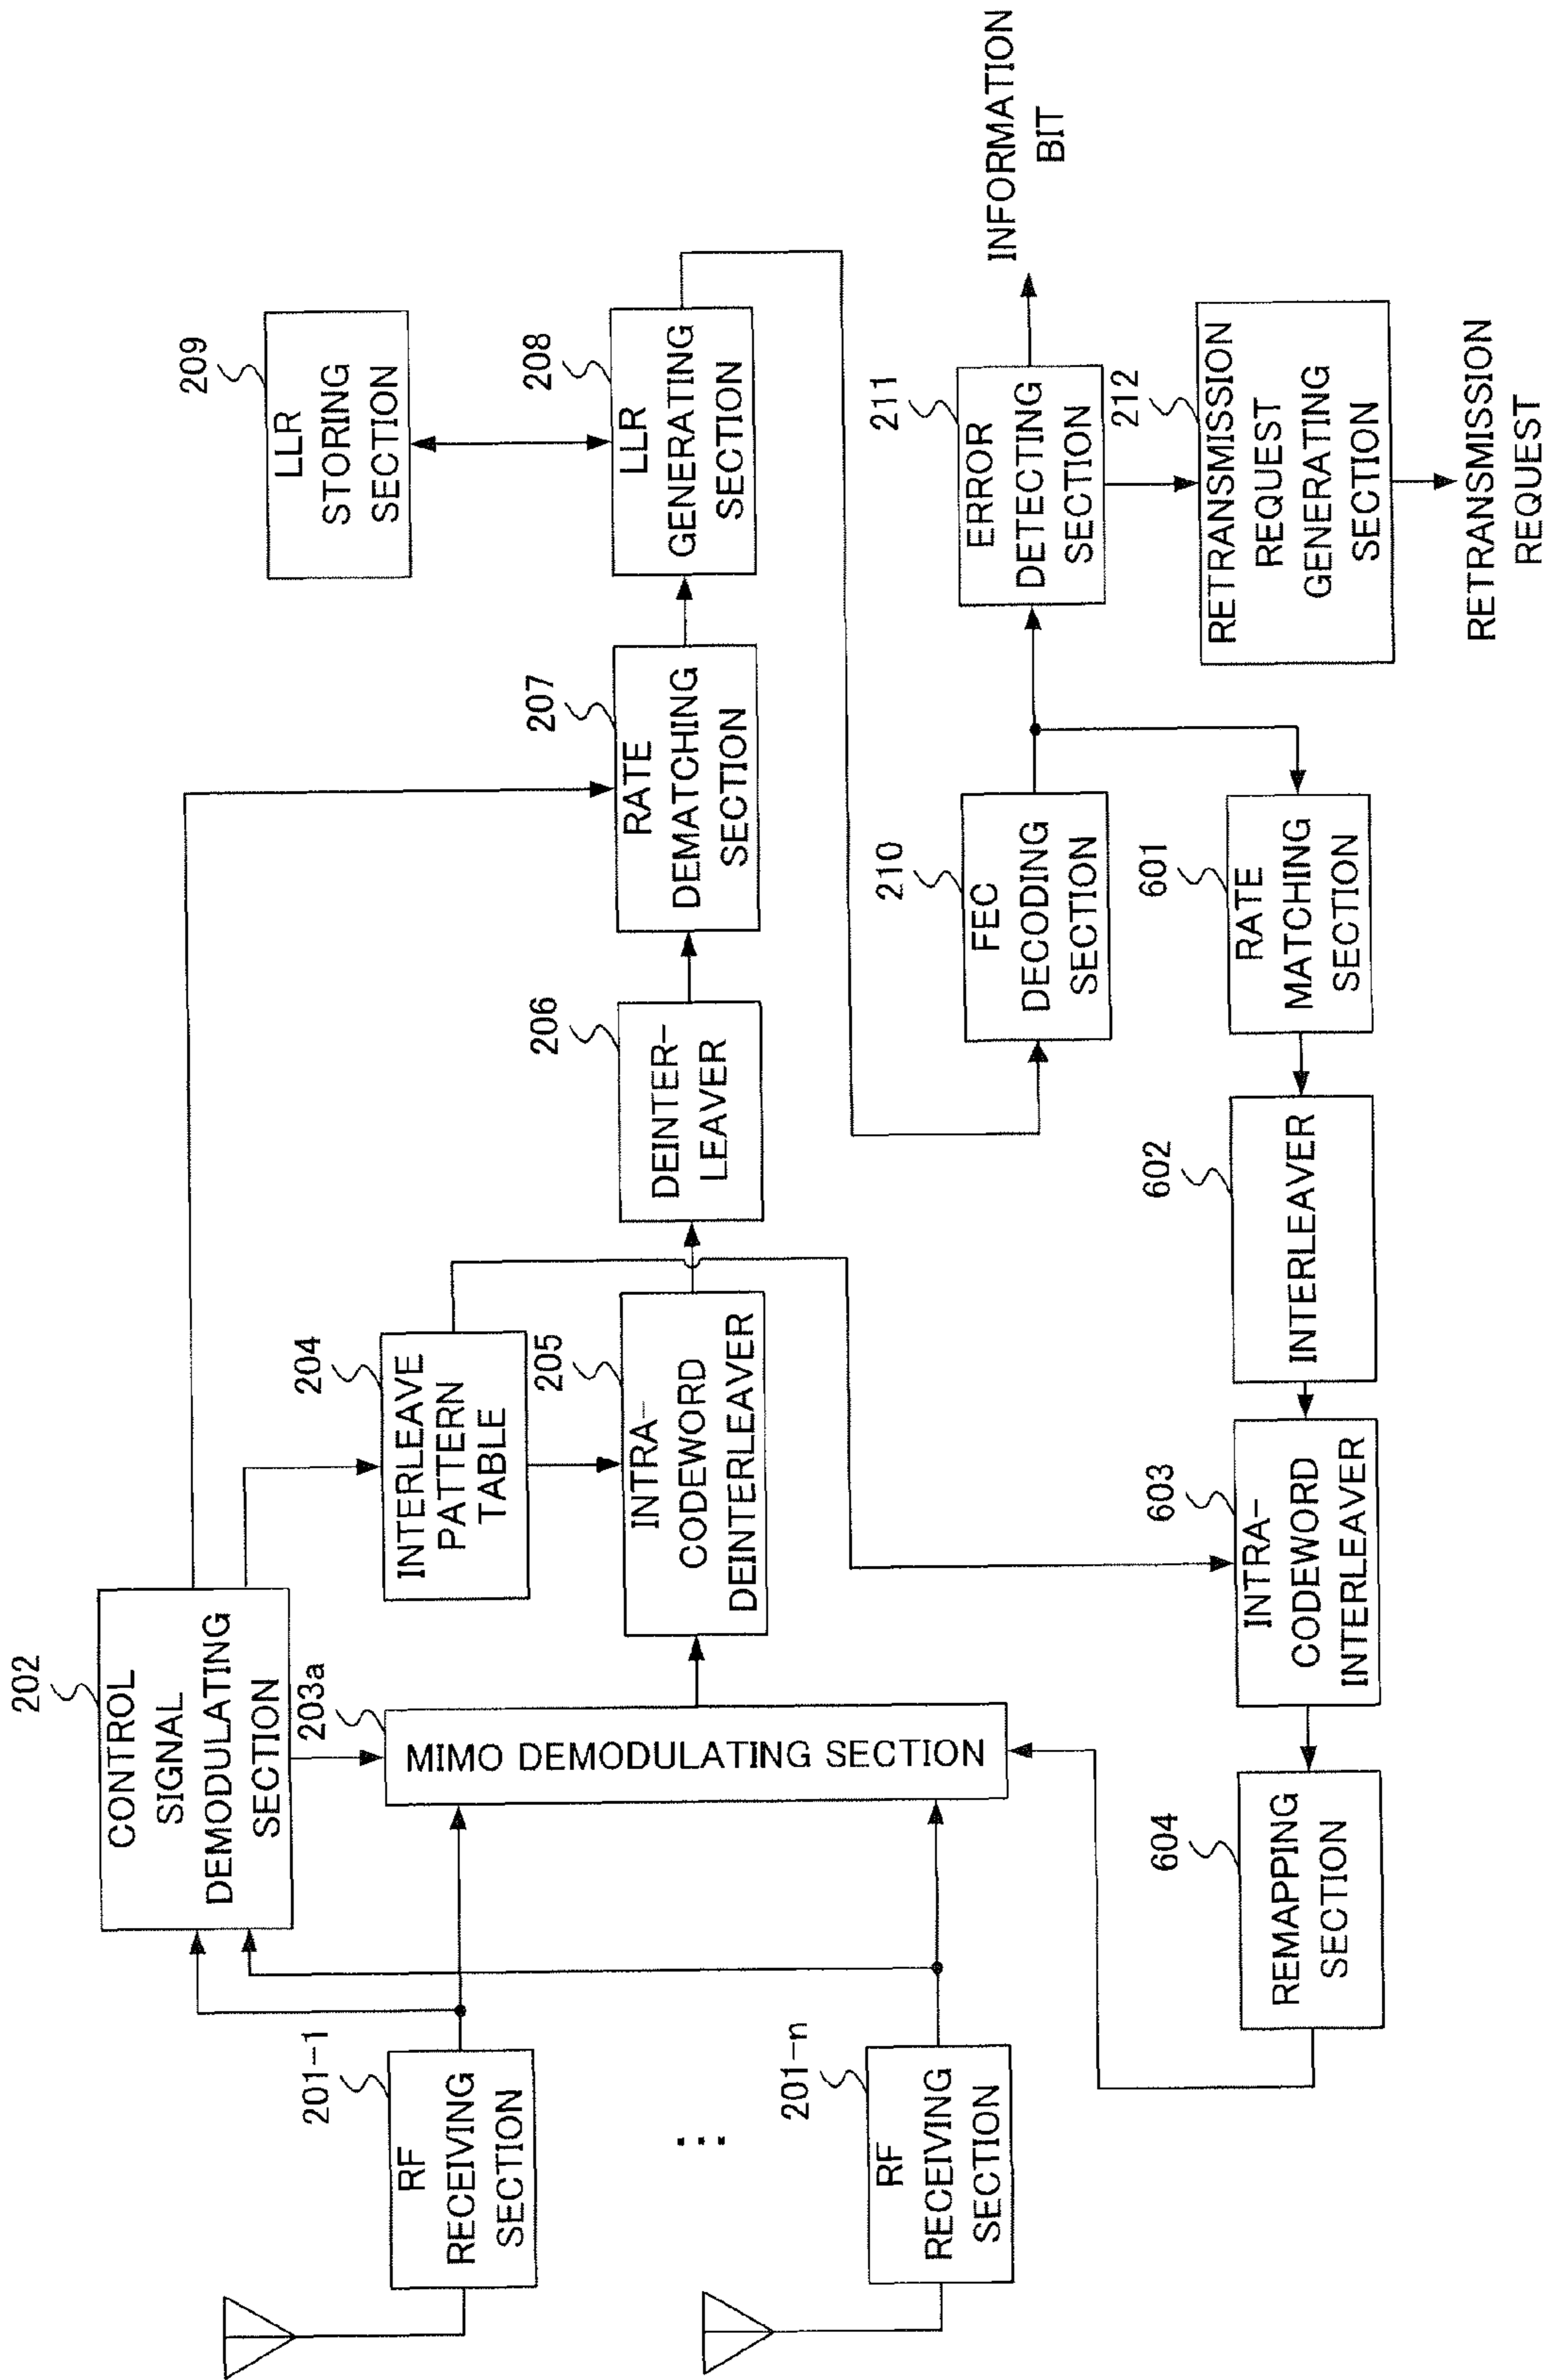 202
CONTROL
SIGNAL
DEMODULATING
SECTION
209
LLR
STORING
SECTION
204
INTERLEAVE
PATTERN
TABLE
201-1
RF
RECEIVING
SECTION
203a
MIMO DEMODULATING SECTION
205
INTRA-
CODEWORD
DEINTERLEAVER
206
DEINTER-
LEAVER
207
RATE
DEMATCHING
SECTION
208
LLR
GENERATING
SECTION
...
201-n
RF
RECEIVING
SECTION
210
FEC
DECODING
SECTION
211
ERROR
DETECTING
SECTION
INFORMATION
BIT
604
REMAPPING
SECTION
603
INTRA-
CODEWORD
INTERLEAVER
602
INTERLEAVER
601
RATE
MATCHING
SECTION
212
RETRANSMISSION
REQUEST
GENERATING
SECTION
RETRANSMISSION
REQUEST